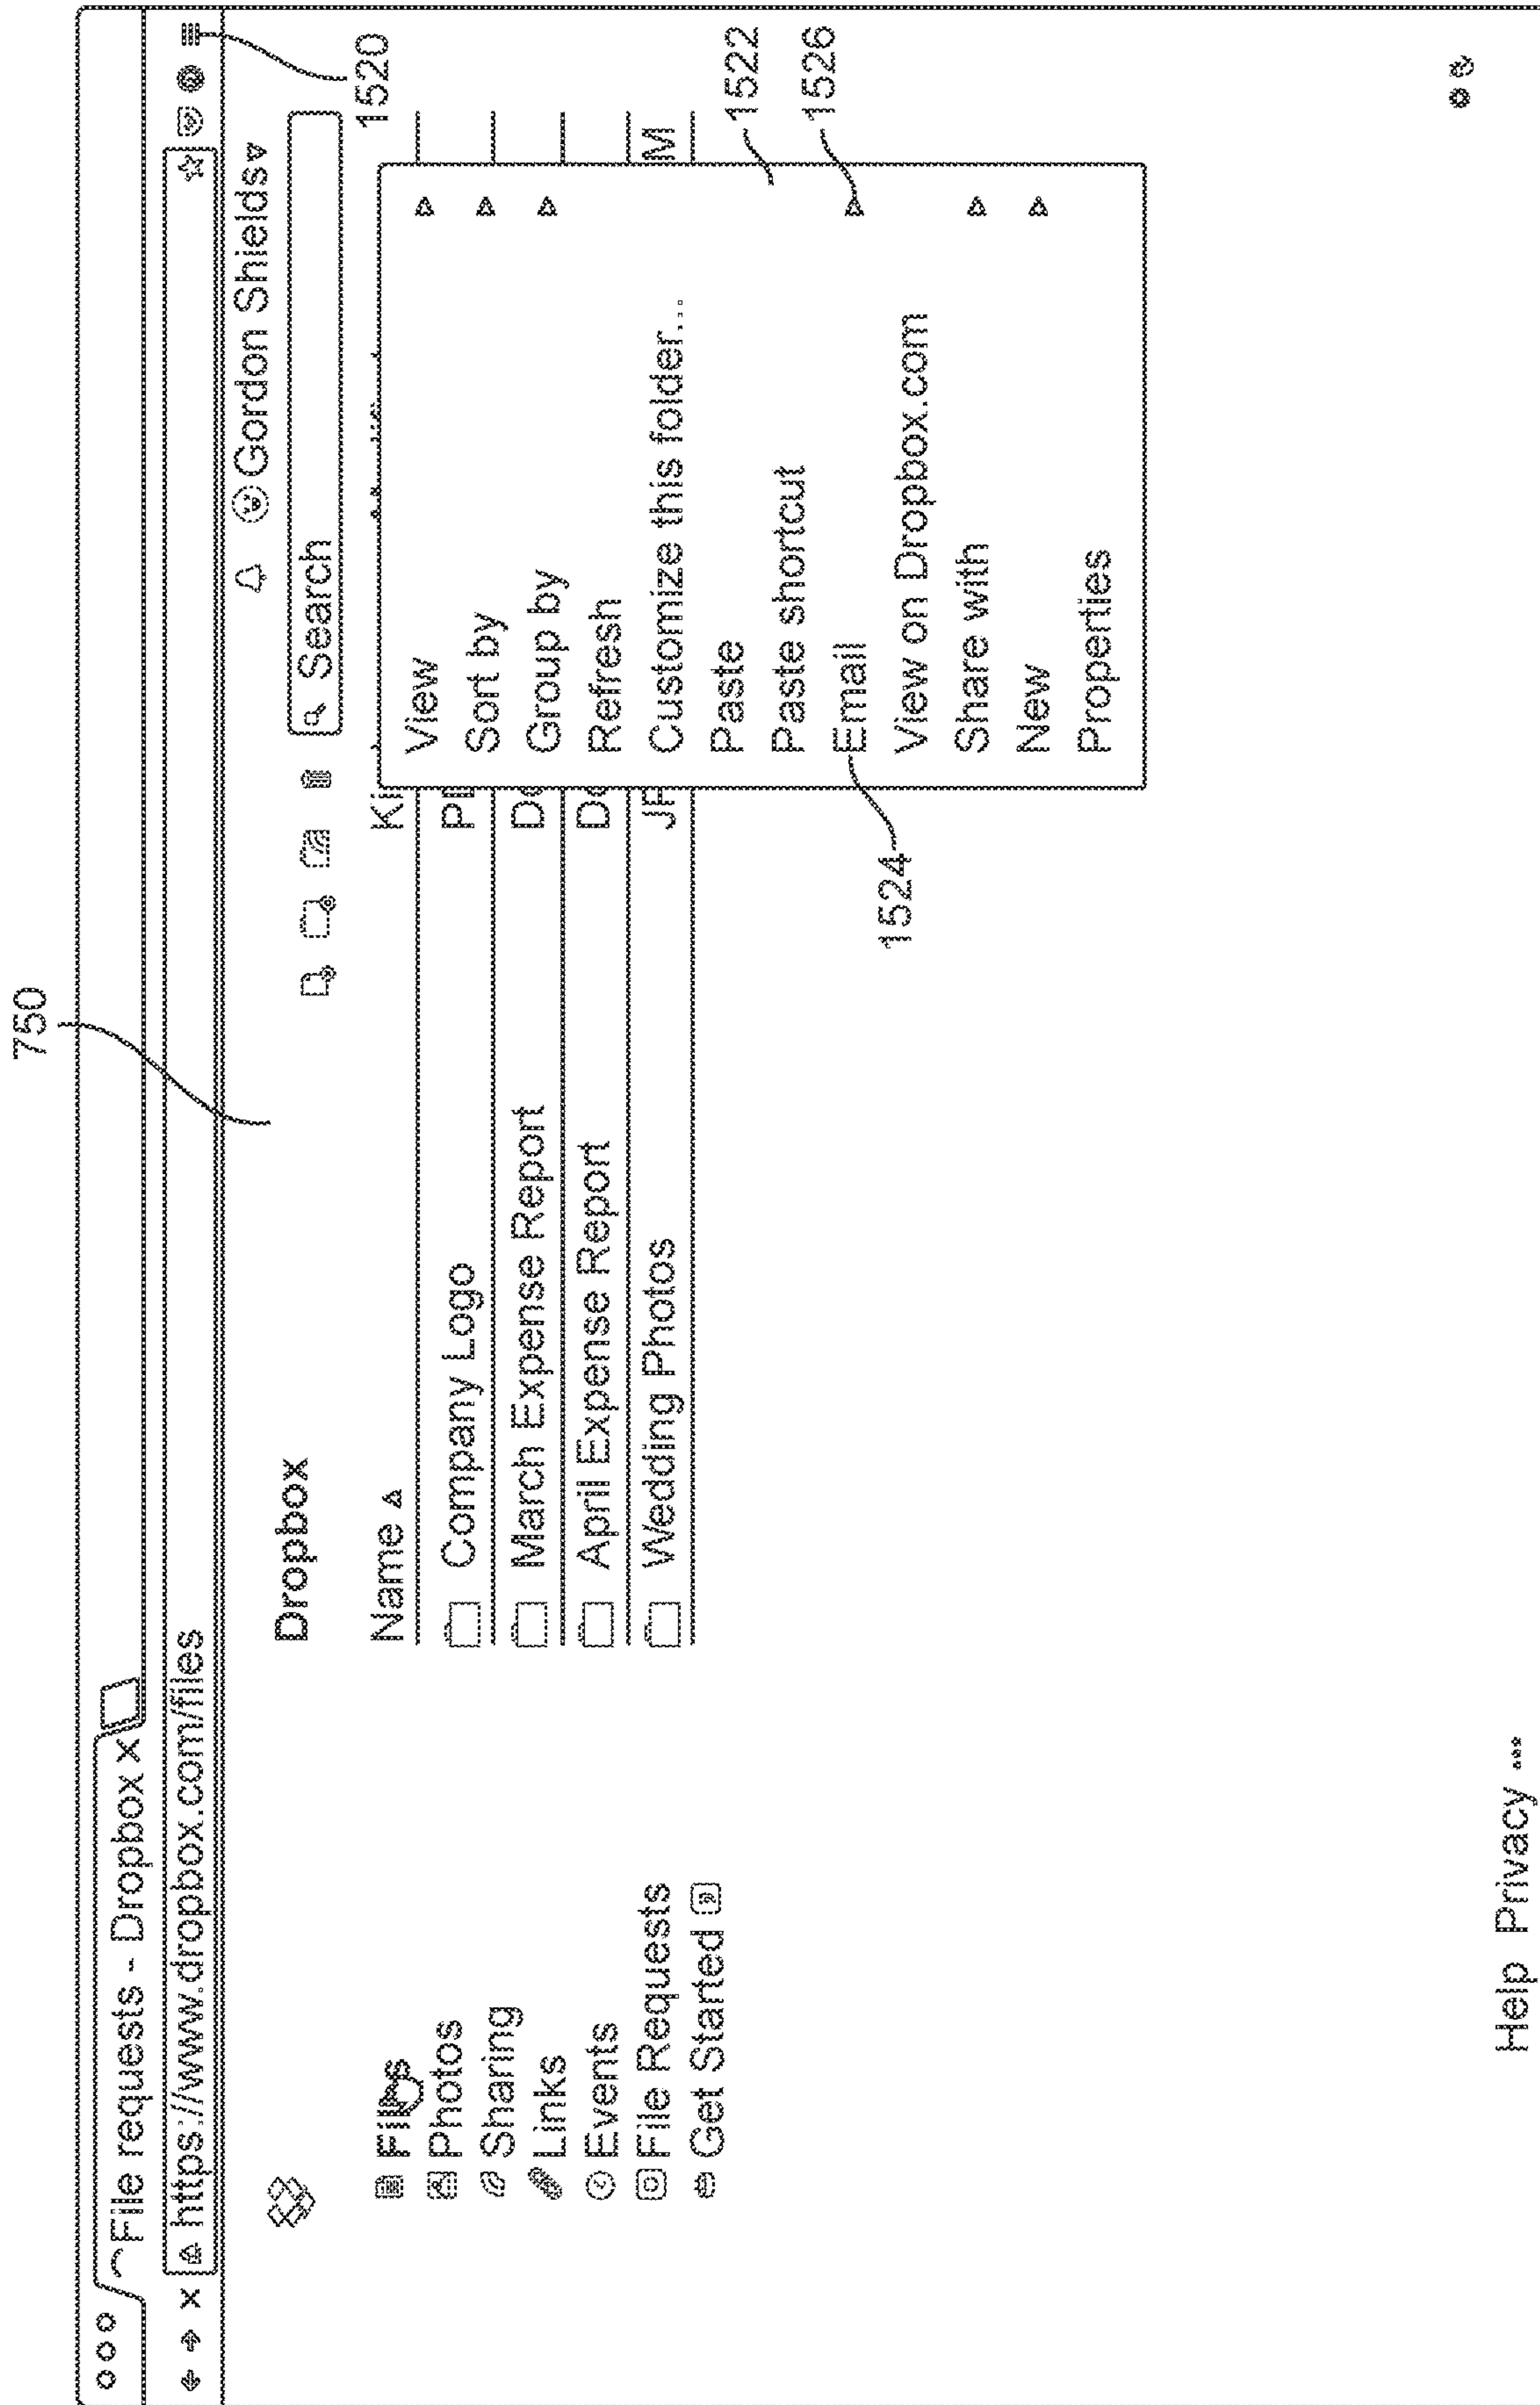 750
File requests - Dropbox x
https://www.dropbox.com/files
1520
Gordon Shields
Dropbox
Search
Files
Photos
Sharing
Links
Events
File Requests
Get Started
Name
Company Logo
March Expense Report
April Expense Report
Wedding Photos
M
View
Sort by
Group by
Refresh
Customize this folder...
Paste
Paste shortcut
Email
View on Dropbox.com
Share with
New
Properties
1522
1526
1524
Help Privacy ...